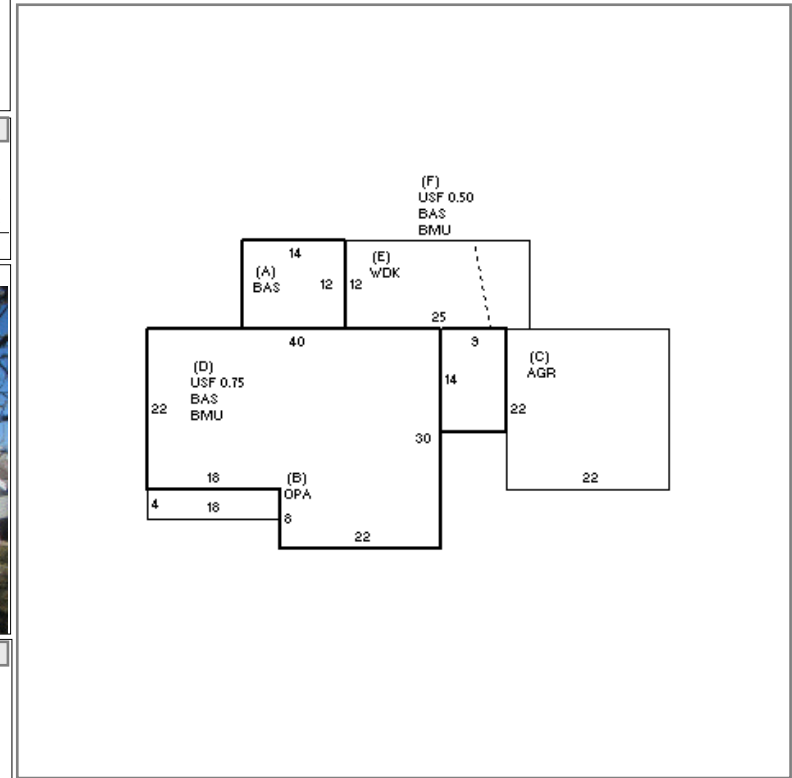 (F)
USF 0.50
BAS
BMU
14
(A)
BAS
12
12
(E)
WDK
25
40
9
(C)
AGR
(D)
USF 0.75
BAS
BMU
14
22
22
30
18
(B)
OPA
22
4
18
8
22